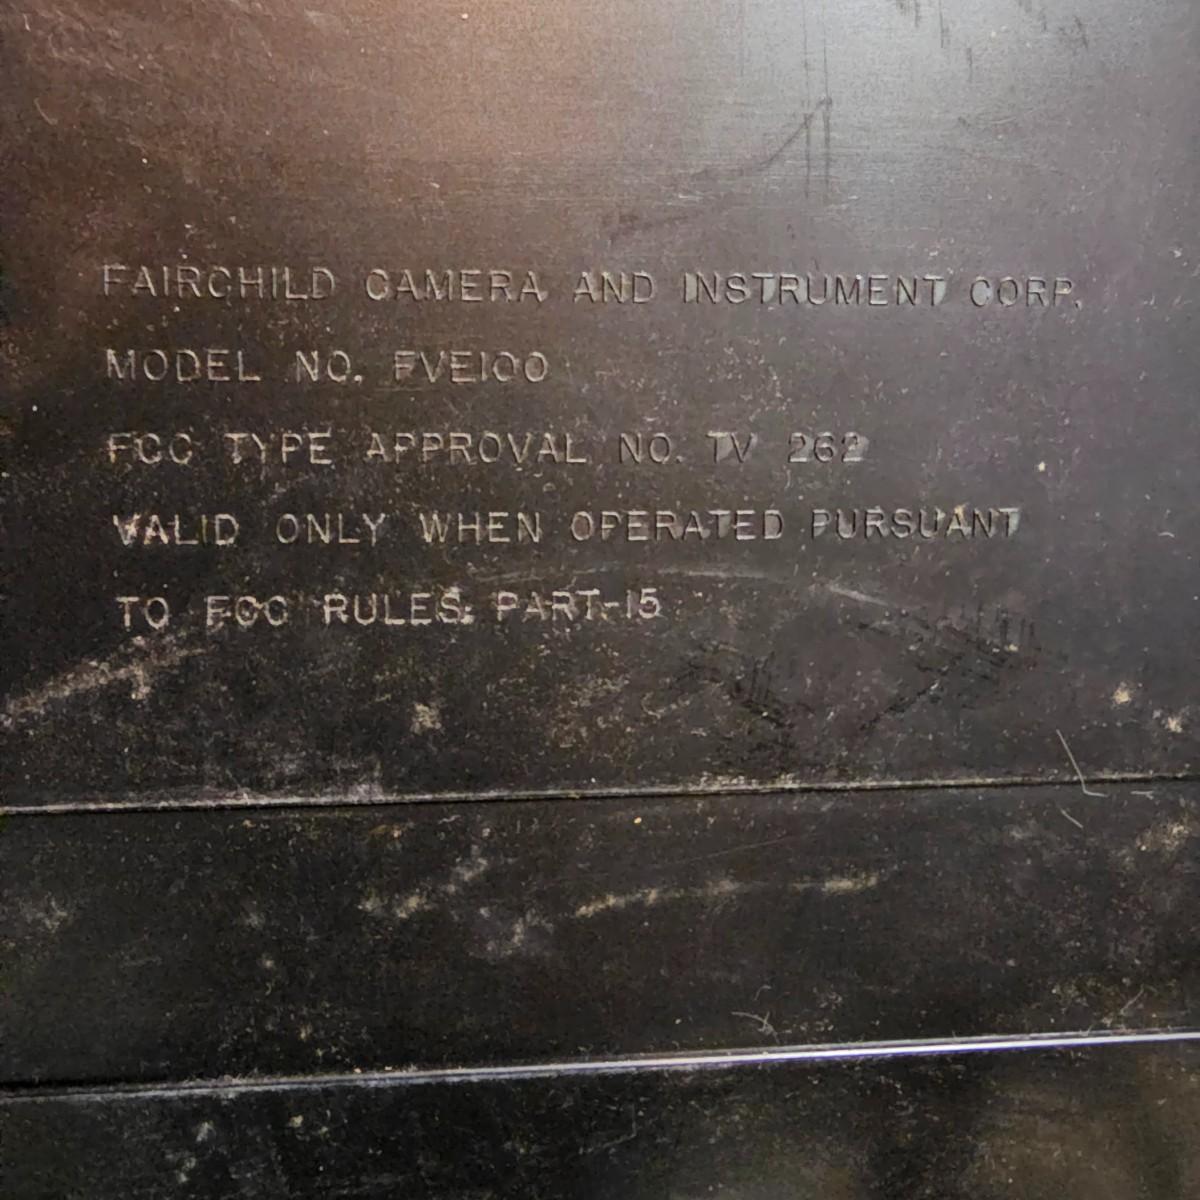 FAIRCHILD CAMERA AND INSTRUMENT CORP.
MODEL NO. FVE100
FCC TYPE APPROVAL NO. TV 262
VALID ONLY WHEN OPERATED PURSUANT
TO FCC RULES. PART-15